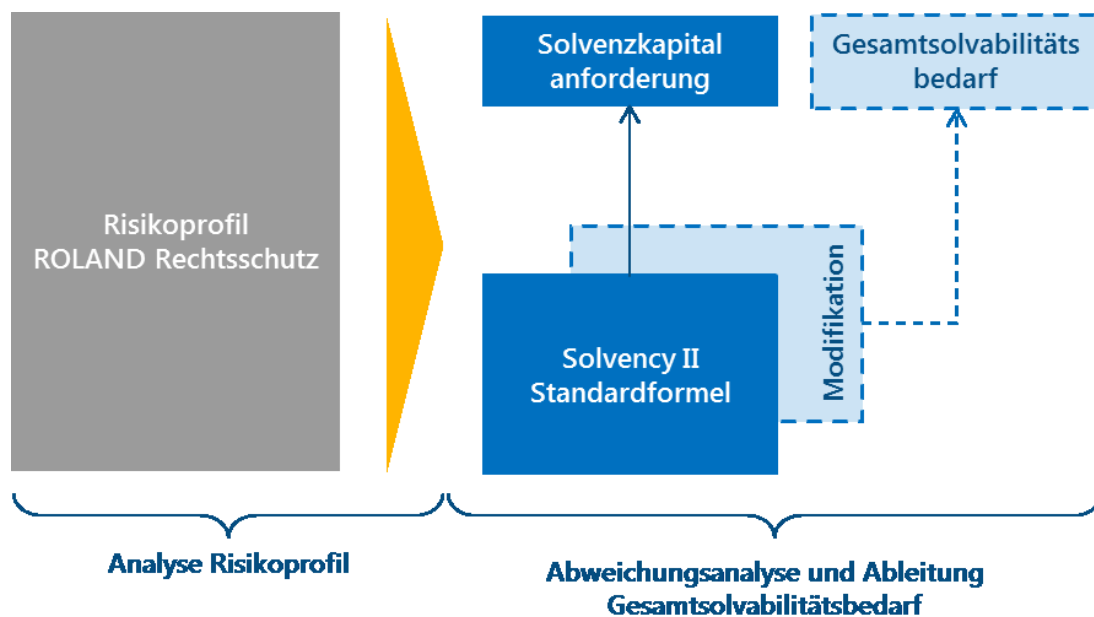 Risikoprofil
ROLAND Rechtsschutz
Solvenzkapital
anforderung
Gesamtsolvabilitäts
bedarf
Modifikation
Solvency II
Standardformel
Analyse Risikoprofil
Abweichungsanalyse und Ableitung
Gesamtsolvabilitätsbedarf